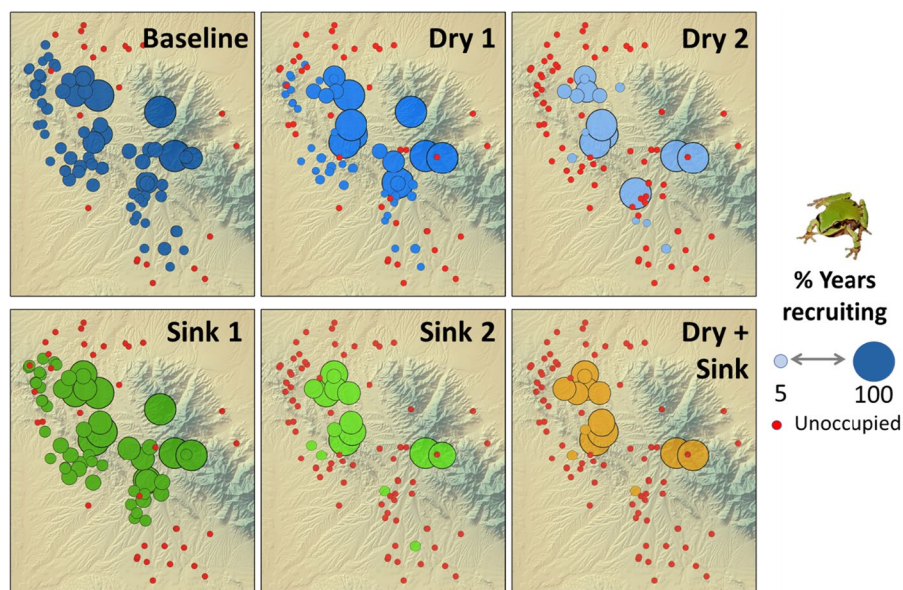 Baseline
Dry 1
Dry 2
Sink 1
Sink 2
Dry +
Sink
% Years
recruiting
5
100
Unoccupied